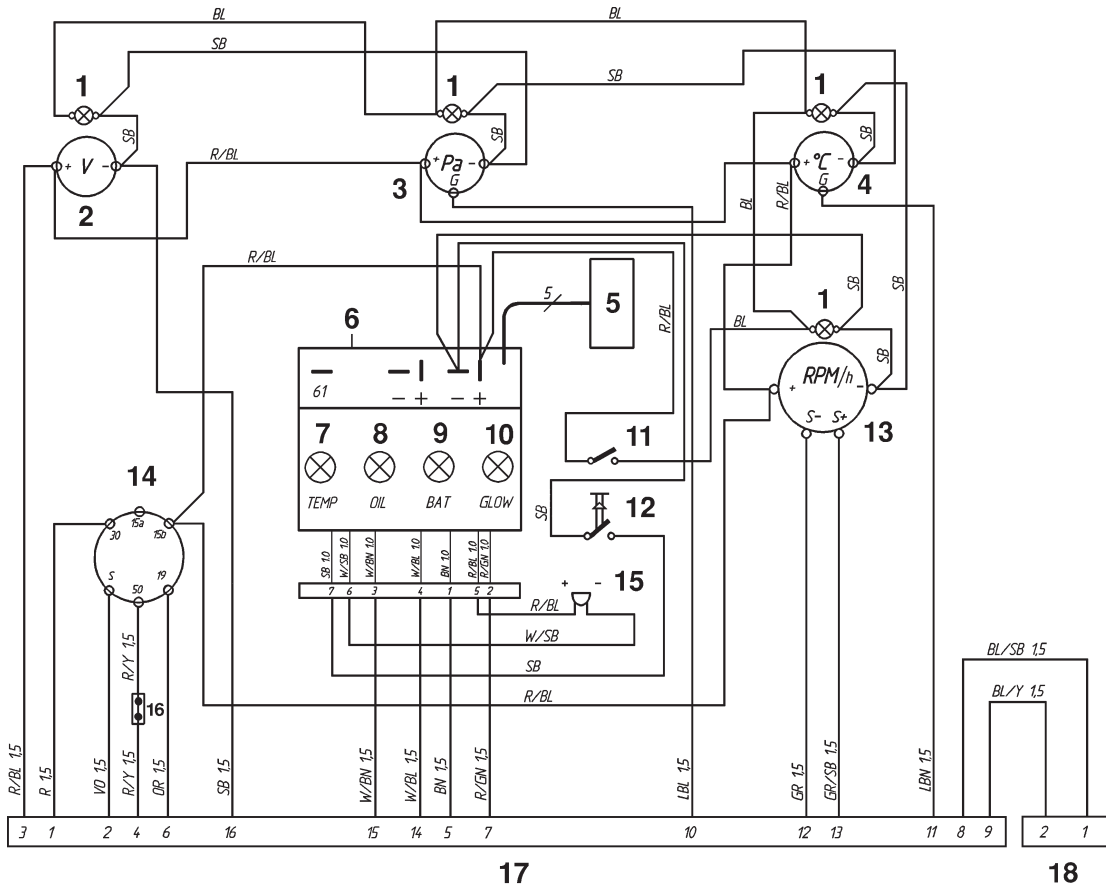 BL
BL
SB
SB
1
1
1
SB
SB
SB
+ V -
+ Pa -
G
+ °C -
G
R/BL
2
3
4
BL
R/BL
R/BL
SB
SB
5
5
R/BL
1
6
BL
SB
61
- +
- +
RPM/h
+ -
S- S+
13
7 8 9 10
11
14
TEMP OIL BAT GLOW
12
SB
15a
30
15b
S
19
50
SB 1.0
W/SB 1.0
W/BN 1.0
W/BL 1.0
BN 1.0
R/BL 1.0
R/GN 1.0
7 6 3 4 1 5 2
+ -
15
R/BL
W/SB
SB
R/Y 1,5
R/BL
16
BL/SB 1,5
BL/Y 1,5
R/BL 1,5
R 1,5
VO 1,5
R/Y 1,5
OR 1,5
SB 1,5
W/BN 1,5
W/BL 1,5
BN 1,5
R/GN 1,5
LBL 1,5
GR 1,5
GR/SB 1,5
LBN 1,5
3 1 2 4 6 16 15 14 5 7 10 12 13 11 8 9
2 1
17
18